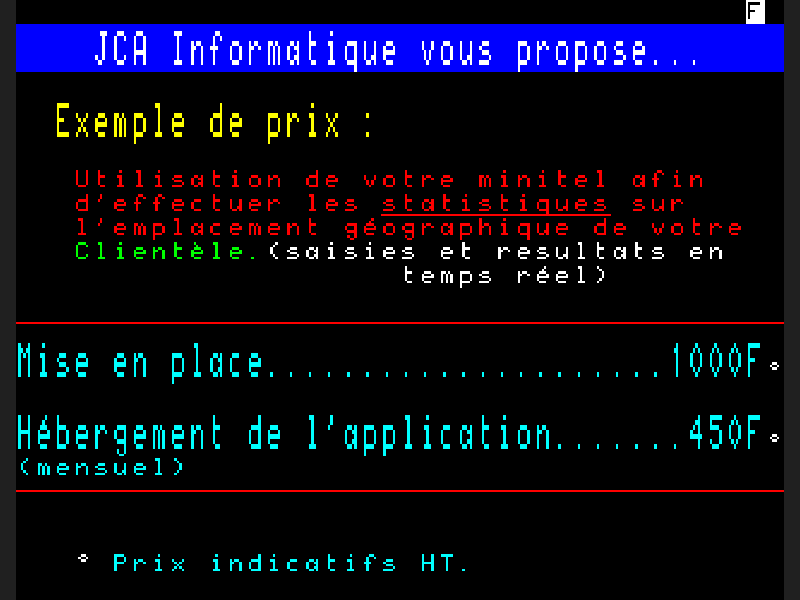 F
JCA Informatique vous propose...
Exemple de prix :
Utilisation de votre minitel afin
d'effectuer les statistiques sur
l'emplacement géographique de votre
Clientèle.(saisies et resultats en
temps réel)
Mise en place.....................1000F°
Hébergement de l'application.......450F°
(mensuel)
° Prix indicatifs HT.